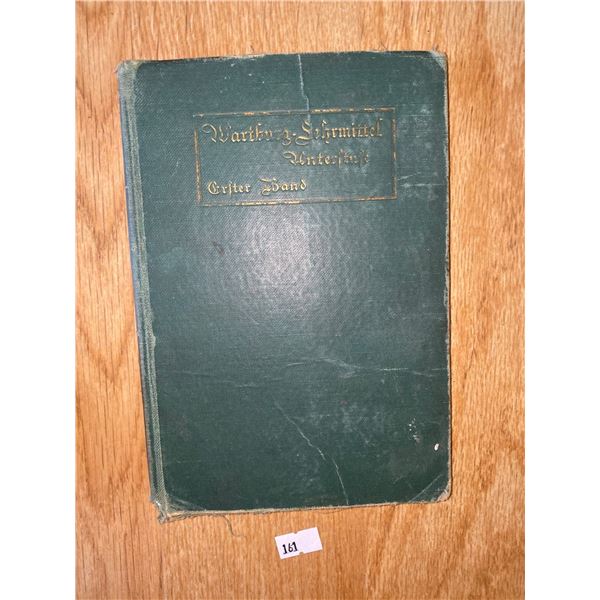 Wartburg-Lehrmittel
Unterstufe
Erster Band
161